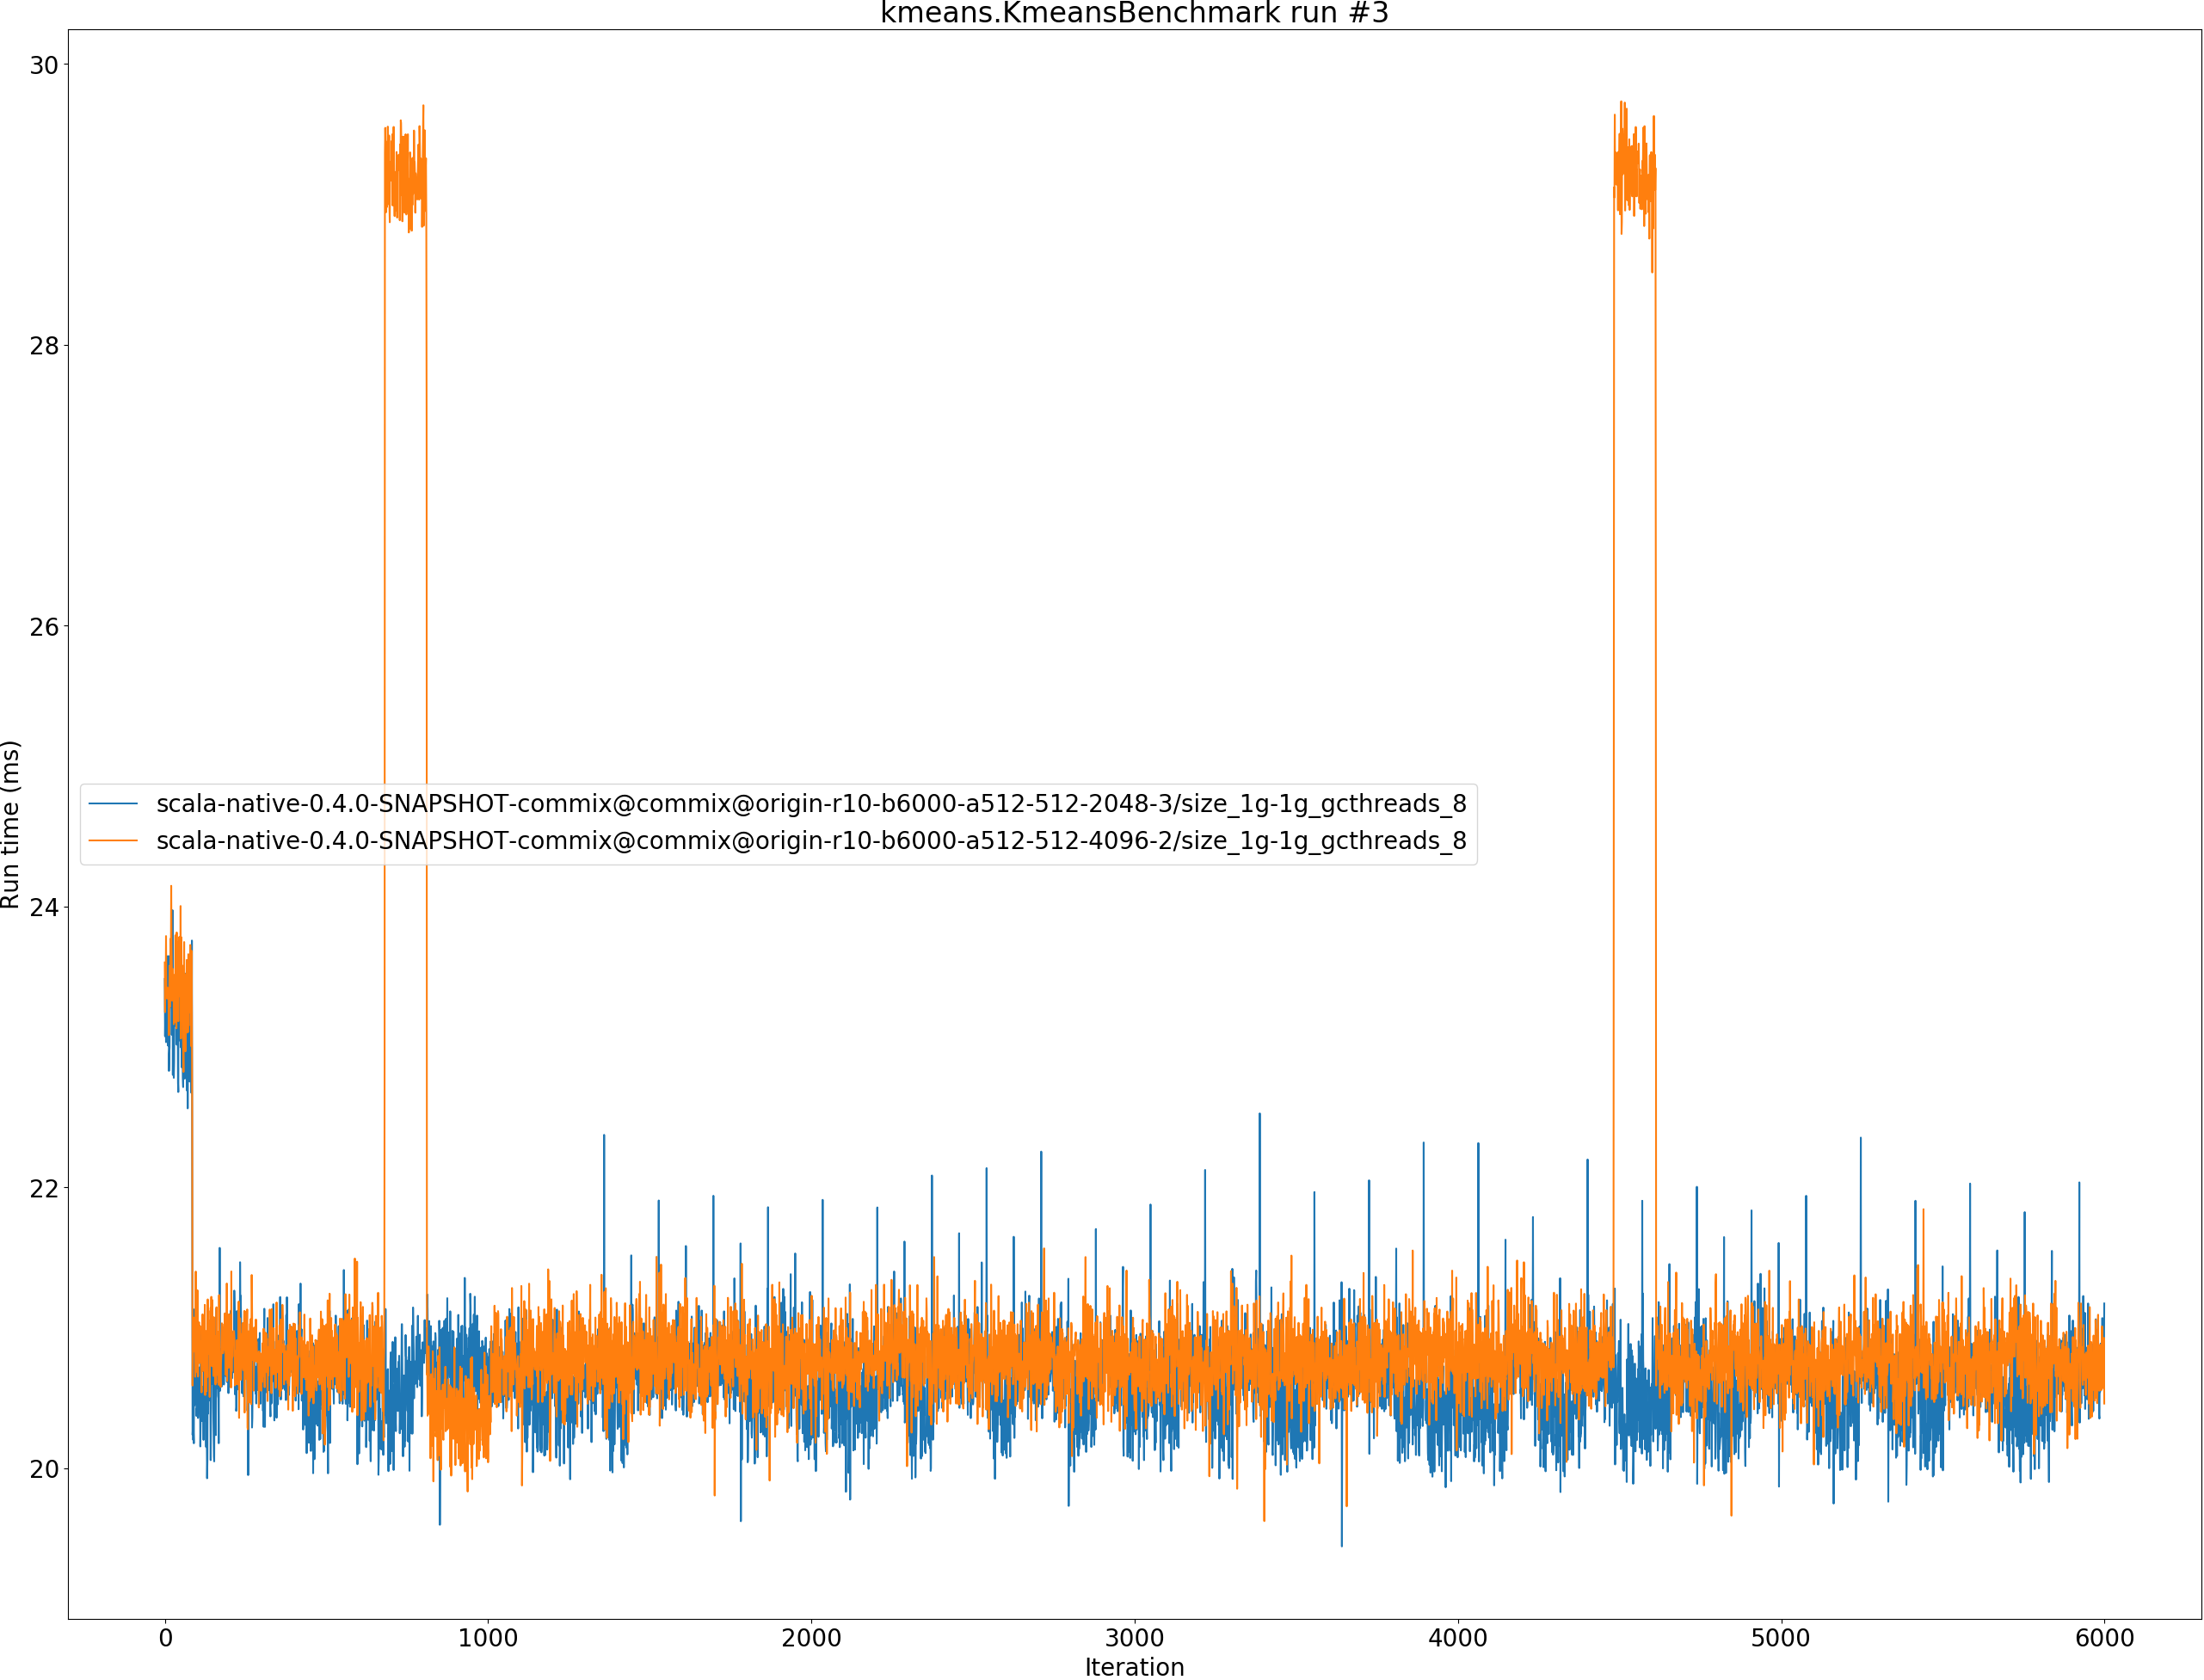 kmeans.KmeansBenchmark run #3
30
28
26
24
22
20
Run time (ms)
scala-native-0.4.0-SNAPSHOT-commix@commix@origin-r10-b6000-a512-512-2048-3/size_1g-1g_gcthreads_8
scala-native-0.4.0-SNAPSHOT-commix@commix@origin-r10-b6000-a512-512-4096-2/size_1g-1g_gcthreads_8
0 1000 2000 3000 4000 5000 6000
Iteration